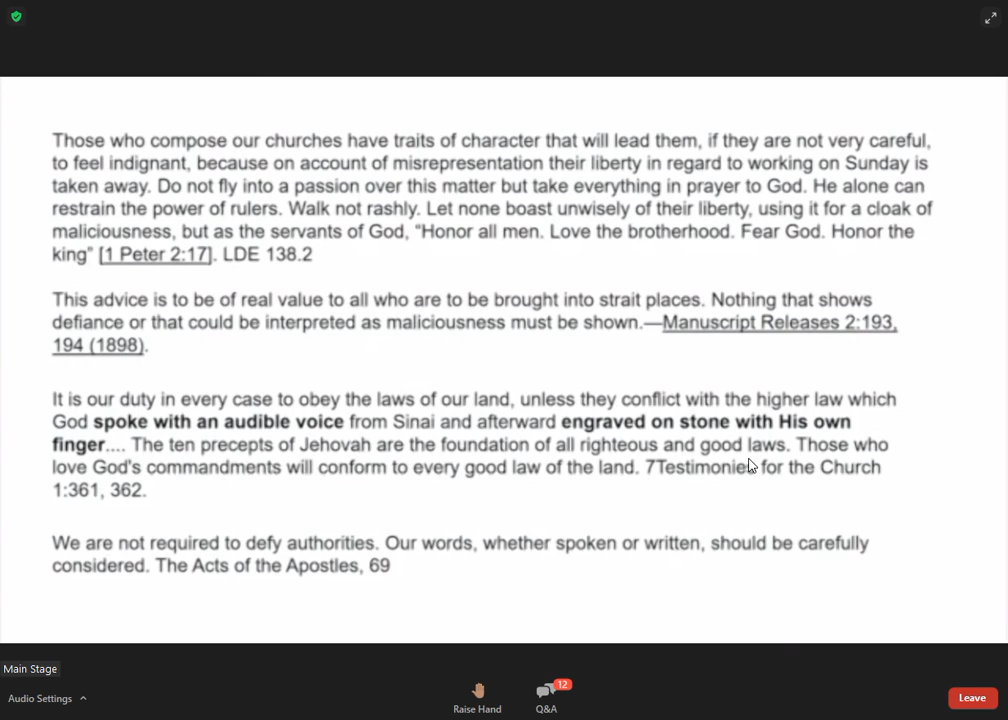 Those who compose our churches have traits of character that will lead them, if they are not very careful,
to feel indignant, because on account of misrepresentation their liberty in regard to working on Sunday is
taken away. Do not fly into a passion over this matter but take everything in prayer to God. He alone can
restrain the power of rulers. Walk not rashly. Let none boast unwisely of their liberty, using it for a cloak of
maliciousness, but as the servants of God, “Honor all men. Love the brotherhood. Fear God. Honor the
king” [1 Peter 2:17]. LDE 138.2
This advice is to be of real value to all who are to be brought into strait places. Nothing that shows
defiance or that could be interpreted as maliciousness must be shown.—Manuscript Releases 2:193,
194 (1898).
It is our duty in every case to obey the laws of our land, unless they conflict with the higher law which
God spoke with an audible voice from Sinai and afterward engraved on stone with His own
finger.... The ten precepts of Jehovah are the foundation of all righteous and good laws. Those who
love God's commandments will conform to every good law of the land. 7Testimonies for the Church
1:361, 362.
We are not required to defy authorities. Our words, whether spoken or written, should be carefully
considered. The Acts of the Apostles, 69
Main Stage
Audio Settings
Raise Hand
12
Q&A
Leave